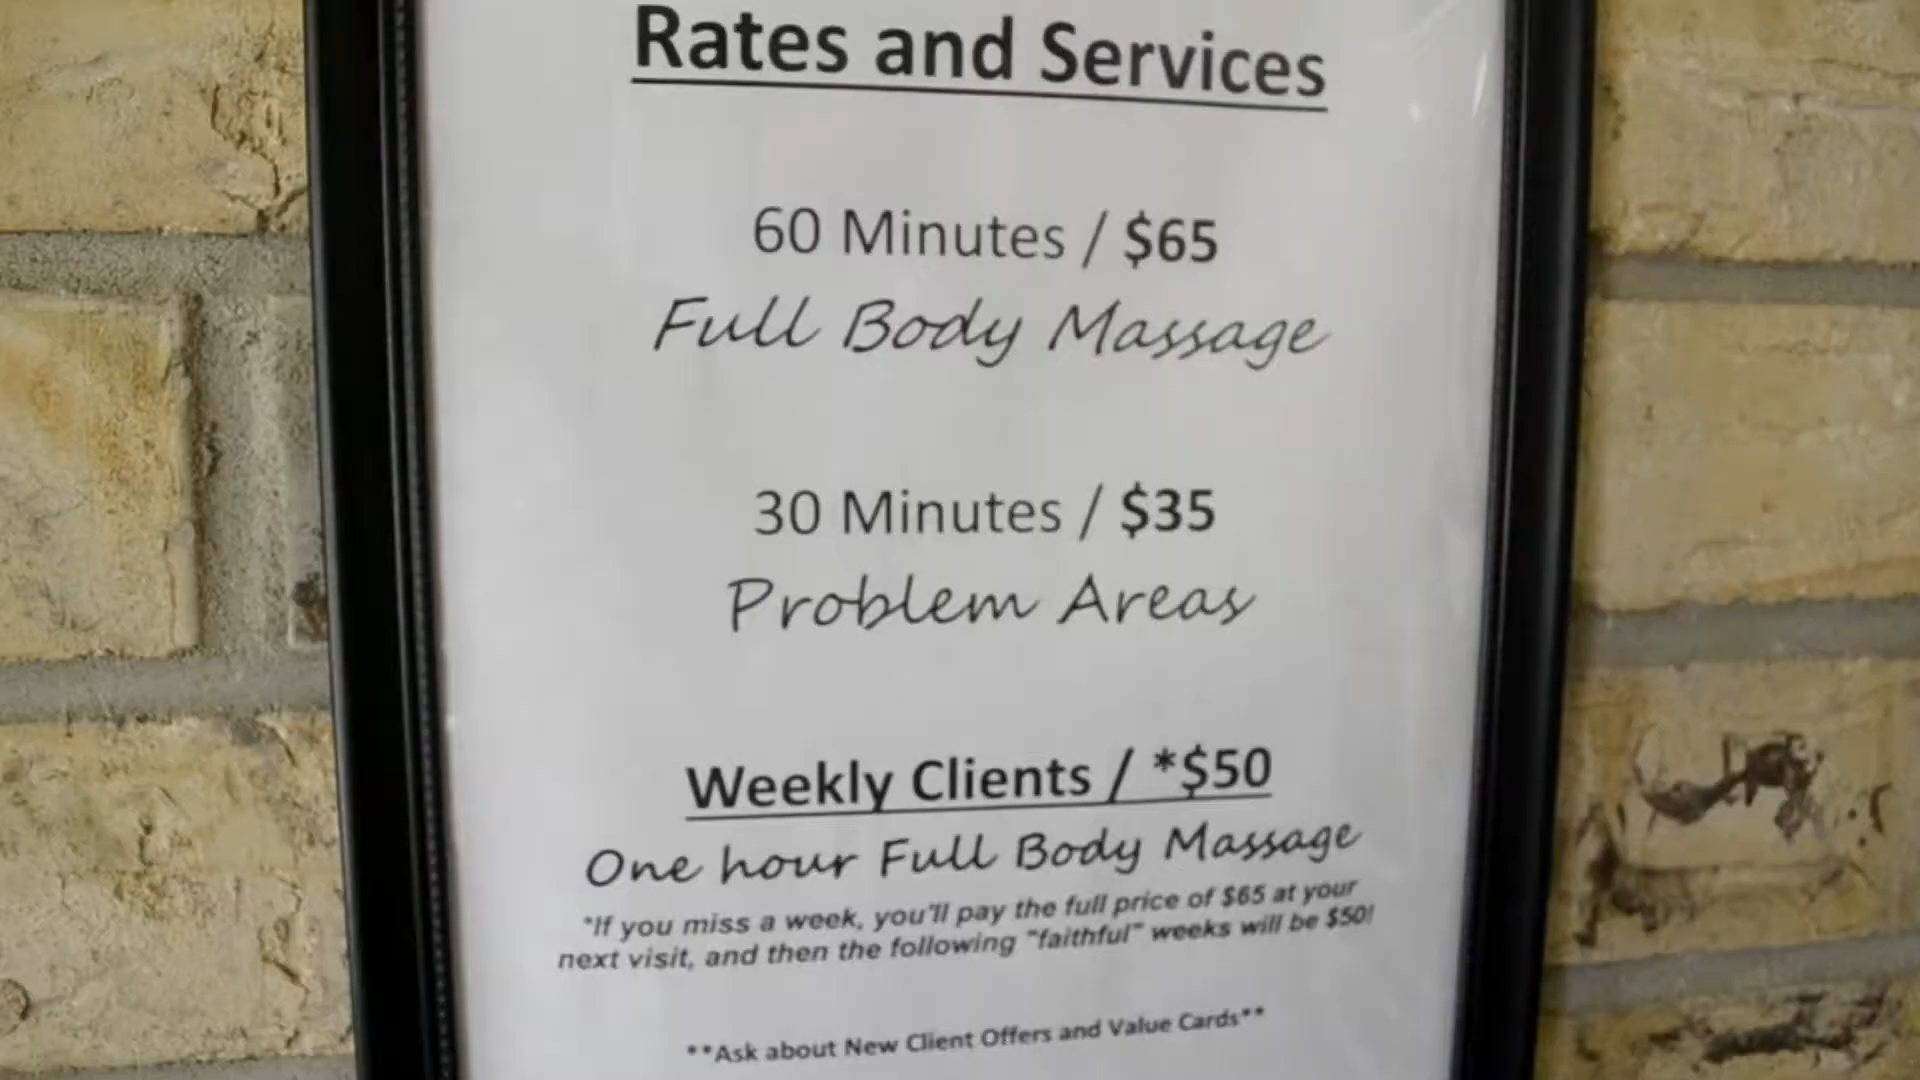 Rates and Services
60 Minutes / $65
Full Body Massage
30 Minutes / $35
Problem Areas
Weekly Clients / *$50
One hour Full Body Massage
*If you miss a week, you'll pay the full price of $65 at your
next visit, and then the following "faithful" weeks will be $50!
**Ask about New Client Offers and Value Cards**